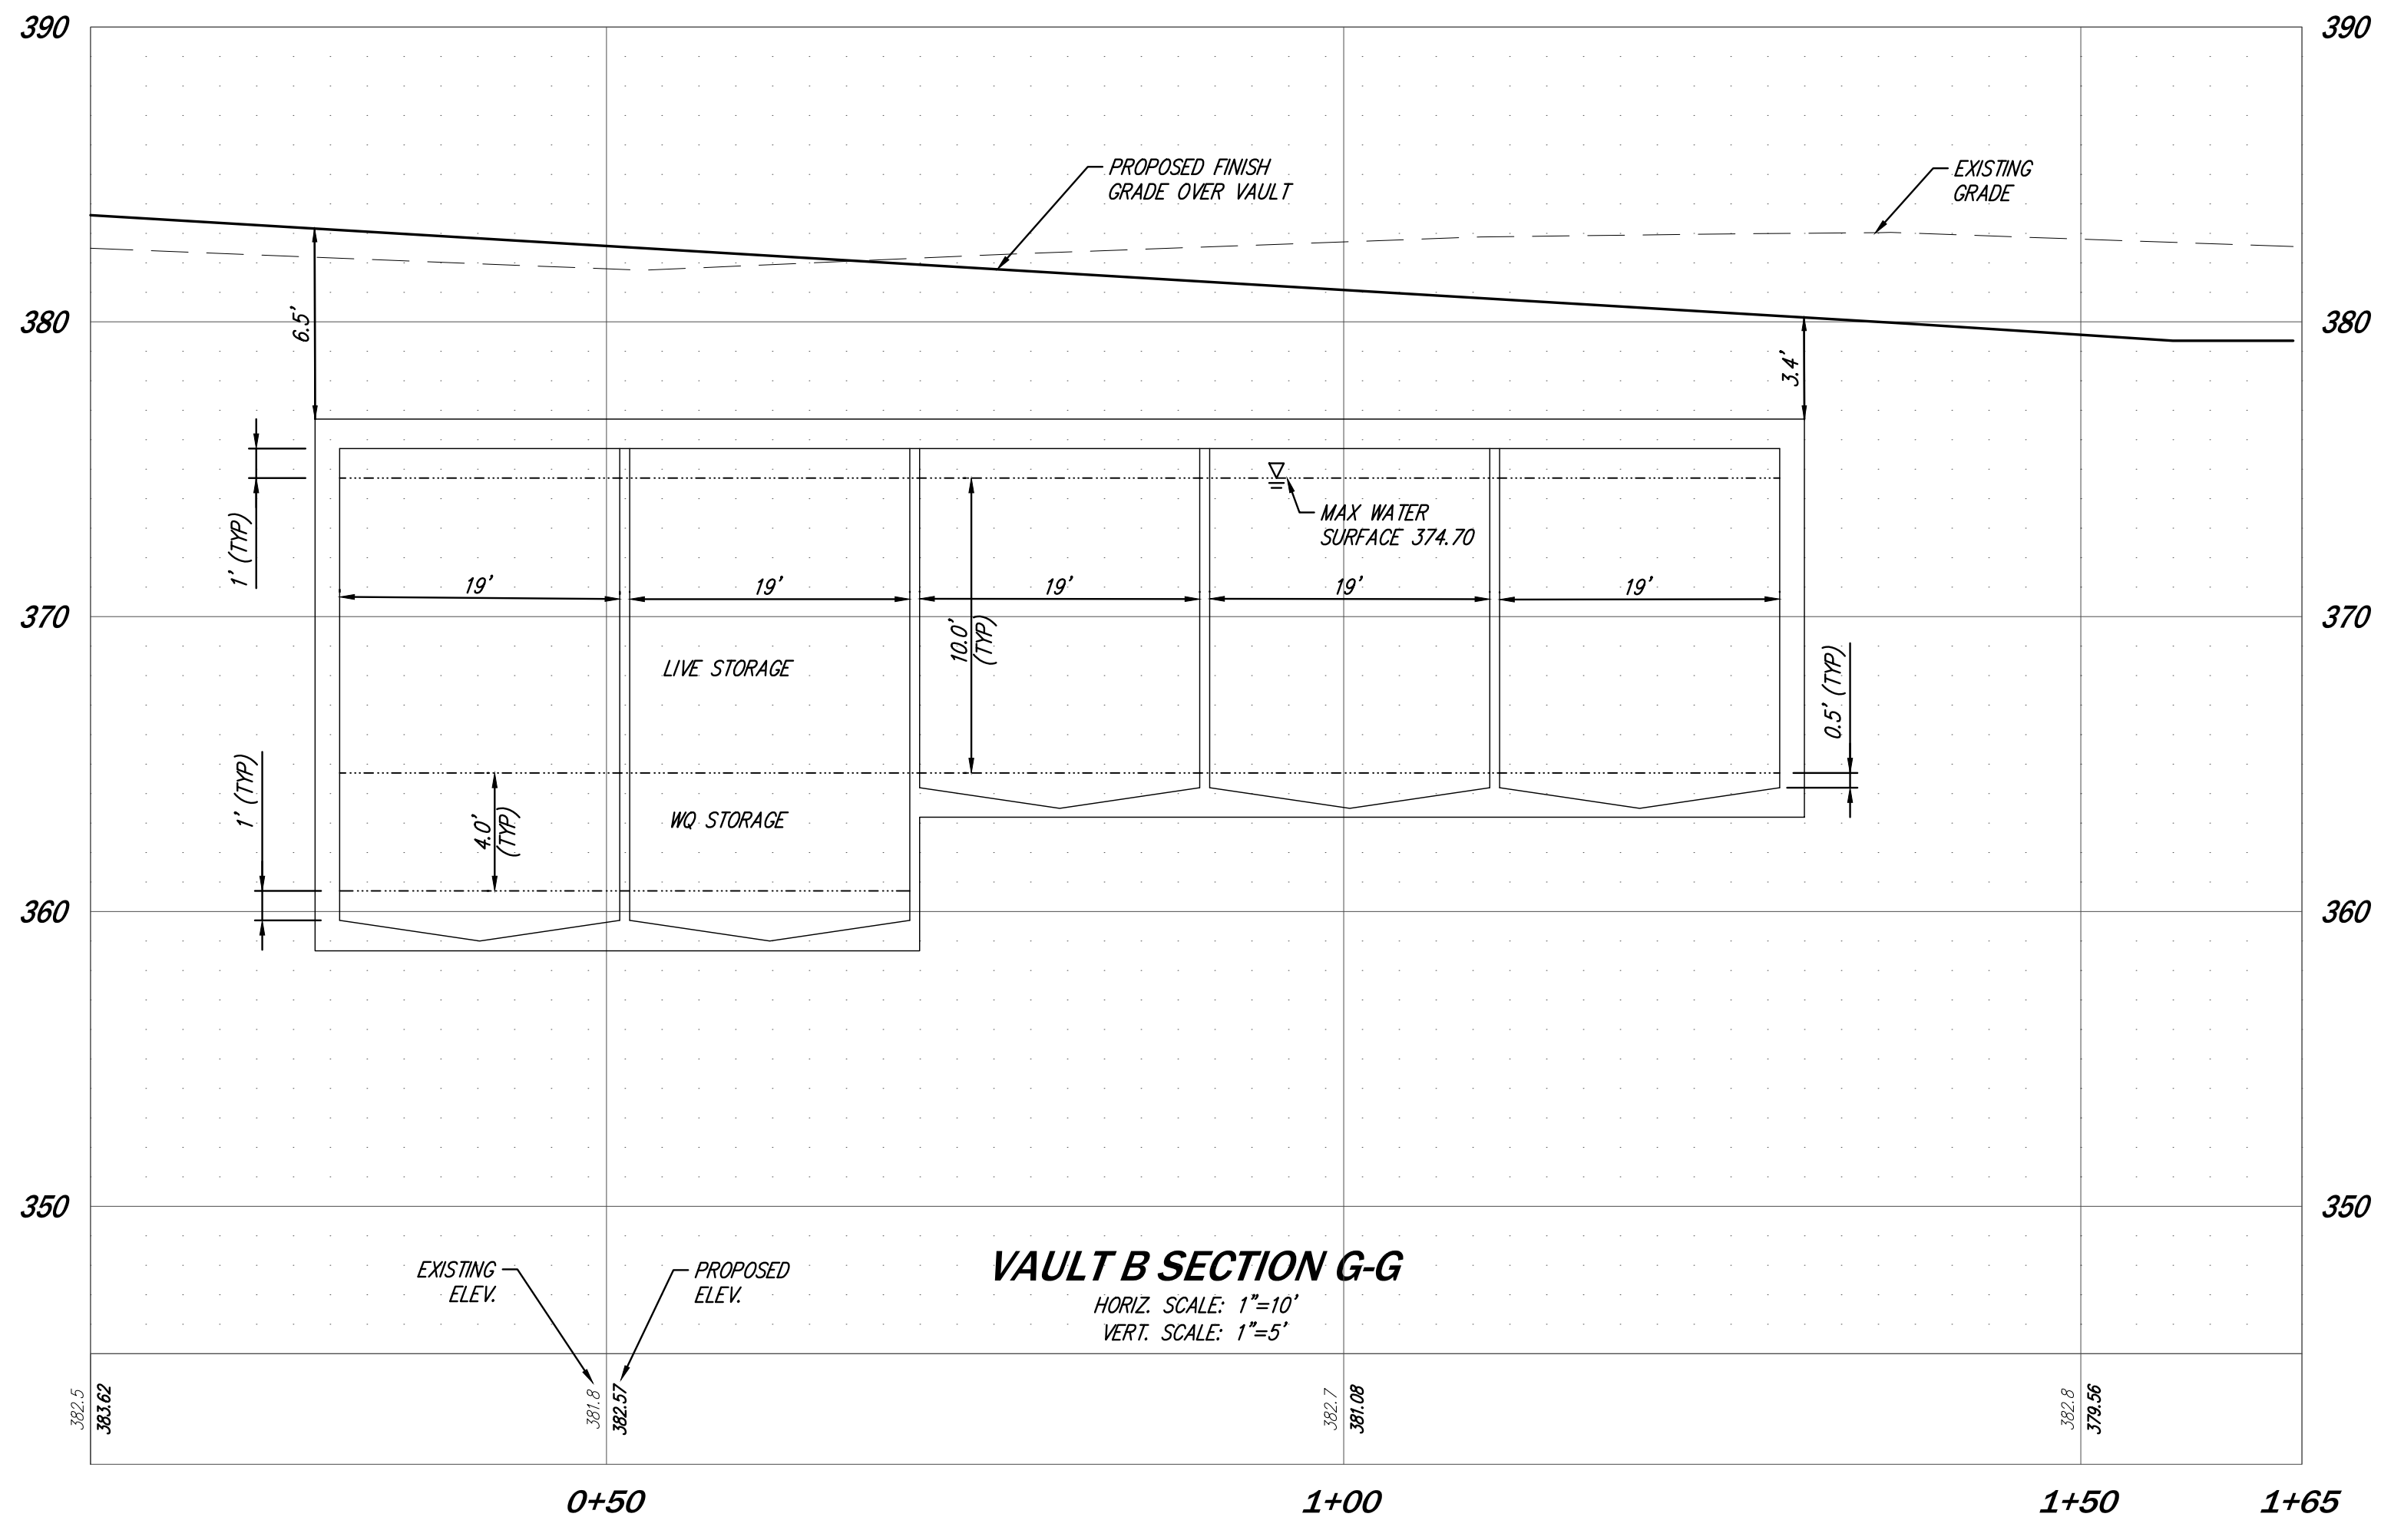 390
390
PROPOSED FINISH
GRADE OVER VAULT
EXISTING
GRADE
380
6.5'
3.4'
380
1' (TYP)
MAX WATER
SURFACE 374.70
19'
19'
19'
19'
19'
370
10.0'
(TYP)
370
LIVE STORAGE
0.5' (TYP)
1' (TYP)
4.0'
(TYP)
WQ STORAGE
360
360
350
350
VAULT B SECTION G-G
HORIZ. SCALE: 1"=10'
VERT. SCALE: 1"=5'
EXISTING
ELEV.
PROPOSED
ELEV.
382.5
383.62
381.8
382.57
382.7
381.08
382.8
379.56
0+50
1+00
1+50
1+65